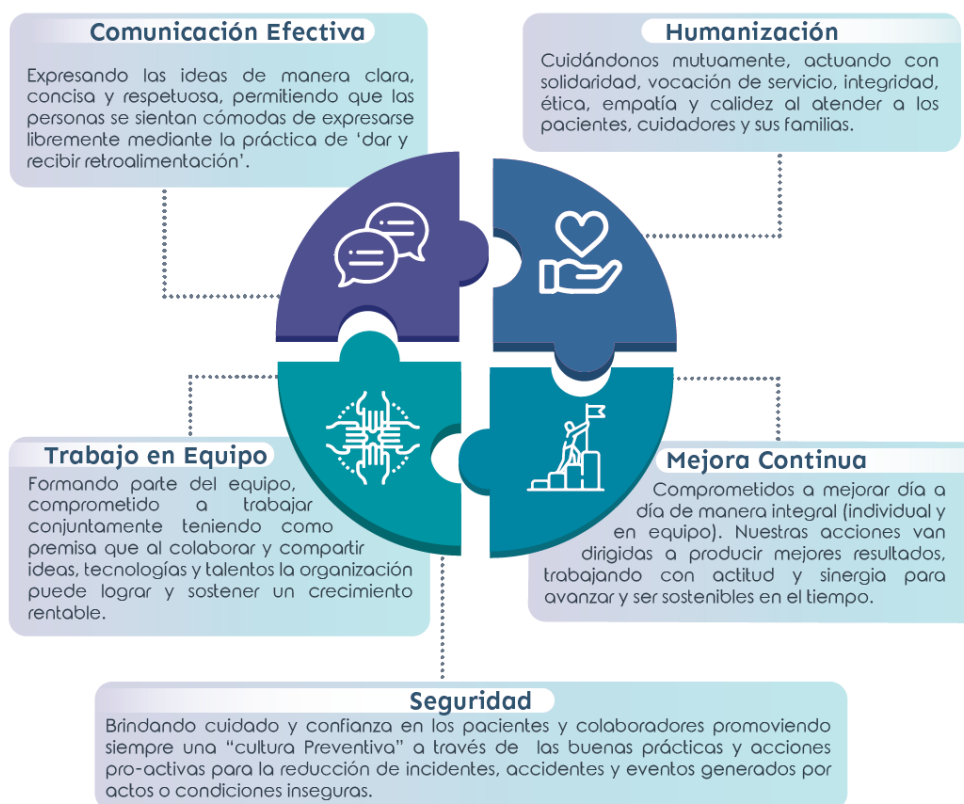 Comunicación Efectiva
Expresando las ideas de manera clara,
concisa y respetuosa, permitiendo que las
personas se sientan cómodas de expresarse
libremente mediante la práctica de ‘dar y
recibir retroalimentación’.
Humanización
Cuidándonos mutuamente, actuando con
solidaridad, vocación de servicio, integridad,
ética, empatía y calidez al atender a los
pacientes, cuidadores y sus familias.
Trabajo en Equipo
Formando parte del equipo,
comprometido a trabajar
conjuntamente teniendo como
premisa que al colaborar y compartir
ideas, tecnologías y talentos la organización
puede lograr y sostener un crecimiento
rentable.
Mejora Continua
Comprometidos a mejorar día a
día de manera integral (individual y
en equipo). Nuestras acciones van
dirigidas a producir mejores resultados,
trabajando con actitud y sinergia para
avanzar y ser sostenibles en el tiempo.
Seguridad
Brindando cuidado y confianza en los pacientes y colaboradores promoviendo
siempre una “cultura Preventiva” a través de las buenas prácticas y acciones
pro-activas para la reducción de incidentes, accidentes y eventos generados por
actos o condiciones inseguras.